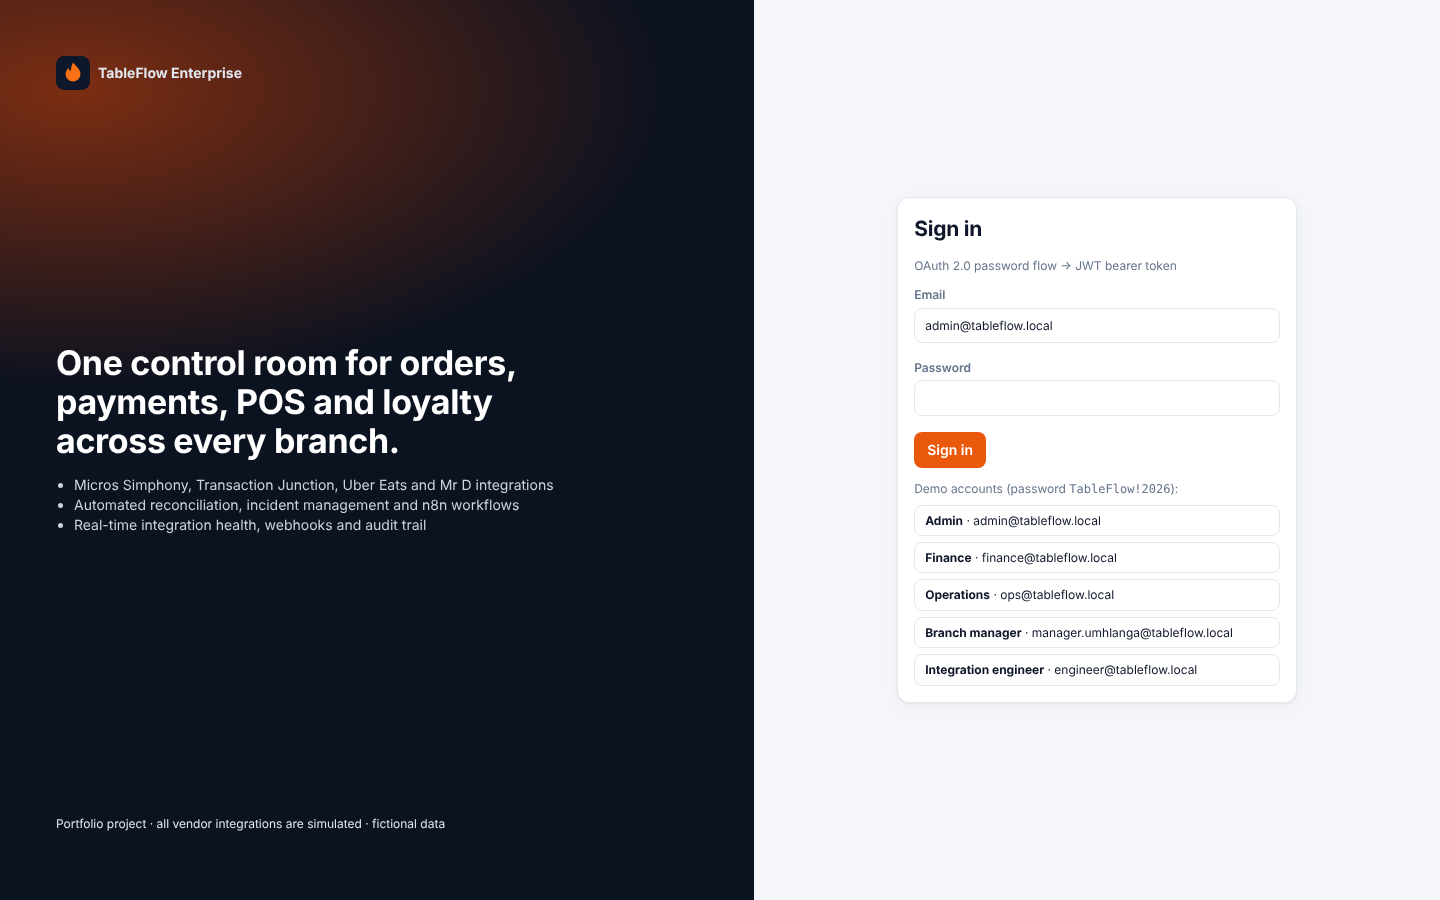 TableFlow Enterprise
One control room for orders,
payments, POS and loyalty
across every branch.
• Micros Simphony, Transaction Junction, Uber Eats and Mr D integrations
• Automated reconciliation, incident management and n8n workflows
• Real-time integration health, webhooks and audit trail
Portfolio project · all vendor integrations are simulated · fictional data
Sign in
OAuth 2.0 password flow → JWT bearer token
Email
admin@tableflow.local
Password
Sign in
Demo accounts (password TableFlow!2026):
Admin · admin@tableflow.local
Finance · finance@tableflow.local
Operations · ops@tableflow.local
Branch manager · manager.umhlanga@tableflow.local
Integration engineer · engineer@tableflow.local